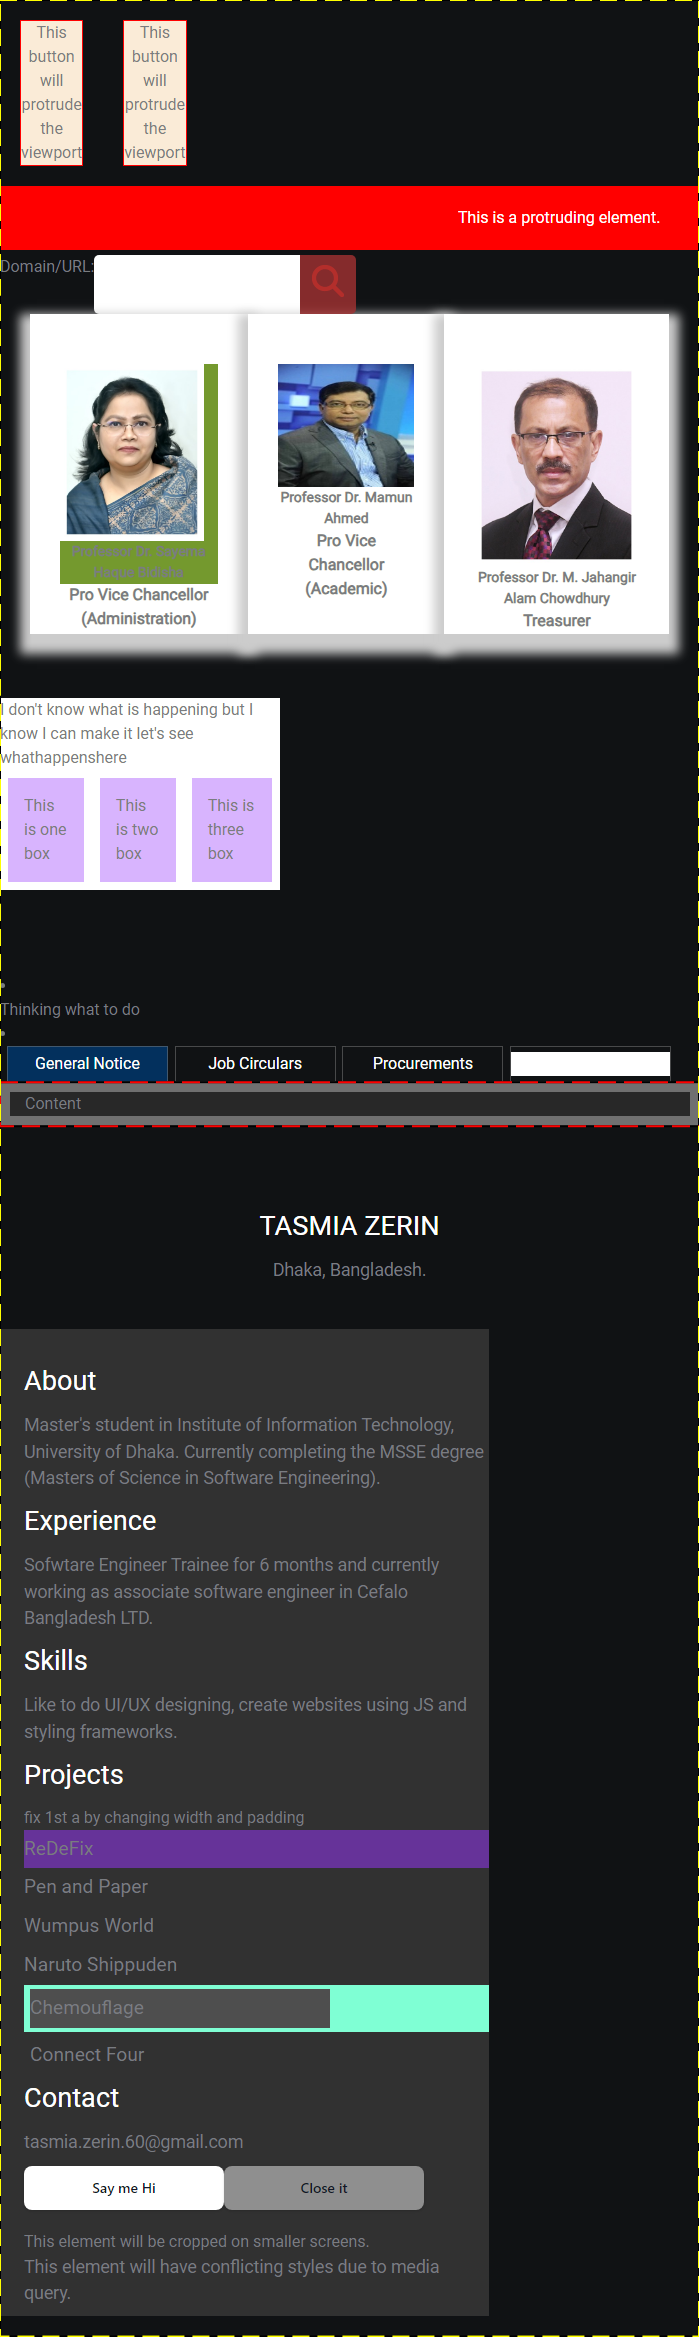 This
button
will
protrude
the
viewport
This
button
will
protrude
the
viewport
This is a protruding element.
Domain/URL:
Professor Dr. Sayema
Haque Bidisha
Pro Vice Chancellor
(Administration)
Professor Dr. Mamun
Ahmed
Pro Vice
Chancellor
(Academic)
Professor Dr. M. Jahangir
Alam Chowdhury
Treasurer
I don't know what is happening but I
know I can make it let's see
whathappenshere
This
is one
box
This
is two
box
This is
three
box
Thinking what to do
General Notice
Job Circulars
Procurements
Content
TASMIA ZERIN
Dhaka, Bangladesh.
About
Master's student in Institute of Information Technology,
University of Dhaka. Currently completing the MSSE degree
(Masters of Science in Software Engineering).
Experience
Sofwtare Engineer Trainee for 6 months and currently
working as associate software engineer in Cefalo
Bangladesh LTD.
Skills
Like to do UI/UX designing, create websites using JS and
styling frameworks.
Projects
fix 1st a by changing width and padding
ReDeFix
Pen and Paper
Wumpus World
Naruto Shippuden
Chemouflage
Connect Four
Contact
tasmia.zerin.60@gmail.com
Say me Hi
Close it
This element will be cropped on smaller screens.
This element will have conflicting styles due to media
query.